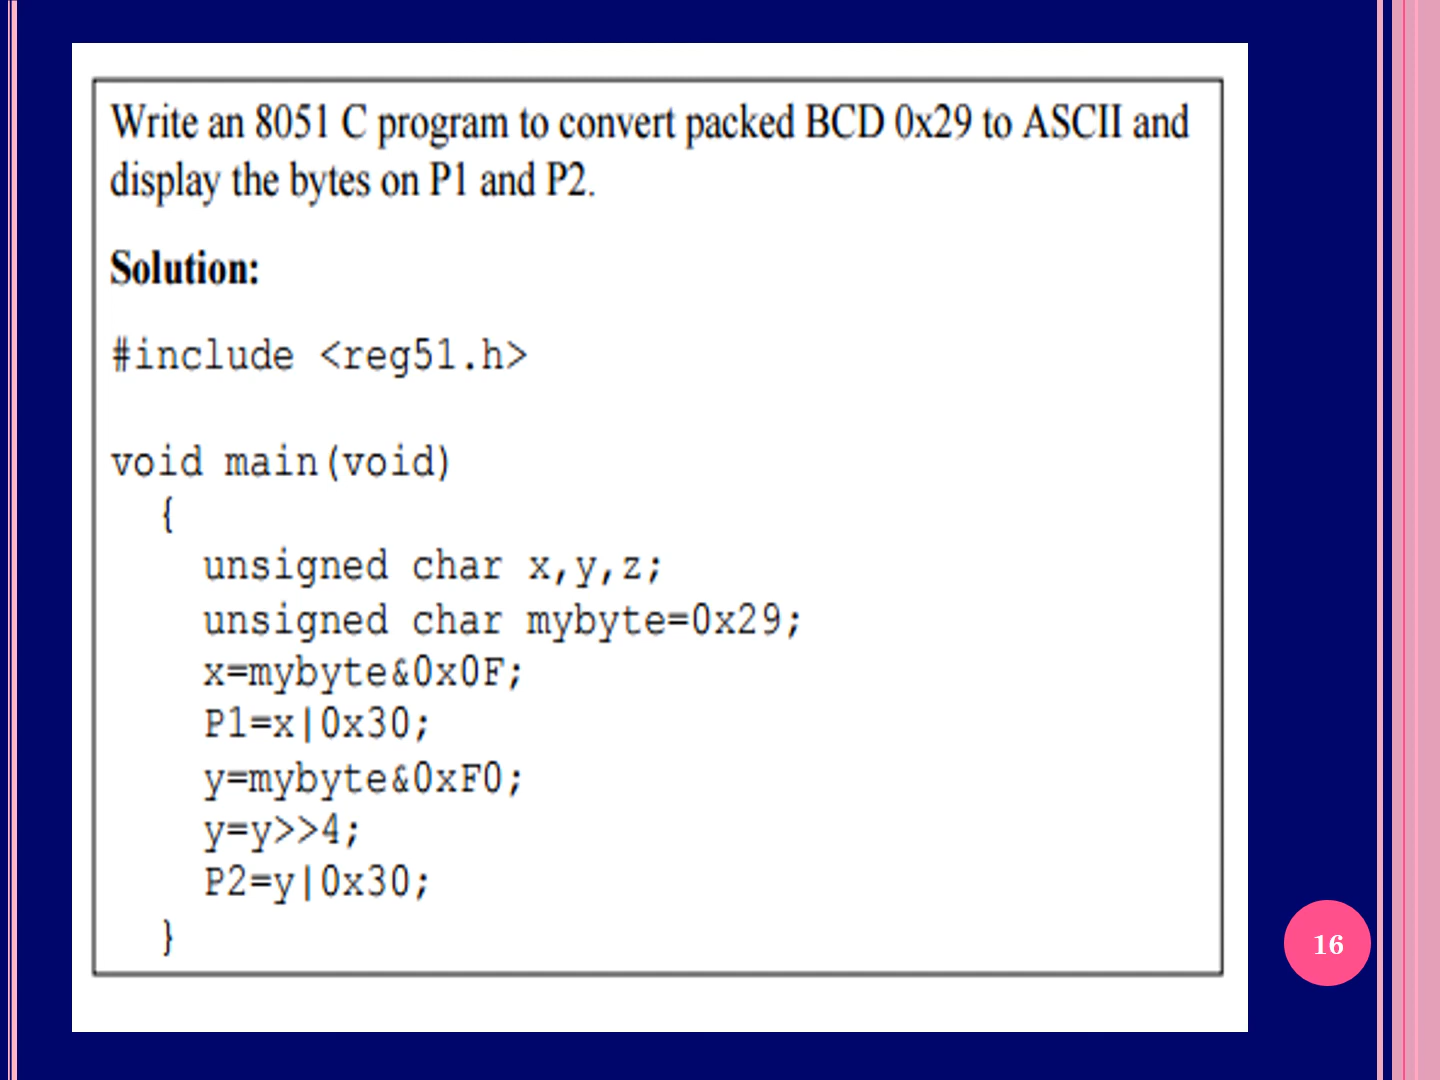 Write an 8051 C program to convert packed BCD 0x29 to ASCII and
display the bytes on P1 and P2.
Solution:
#include <reg51.h>
void main(void)
{
unsigned char x,y,z;
unsigned char mybyte=0x29;
x=mybyte&0x0F;
P1=x|0x30;
y=mybyte&0xF0;
y=y>>4;
P2=y|0x30;
}
16